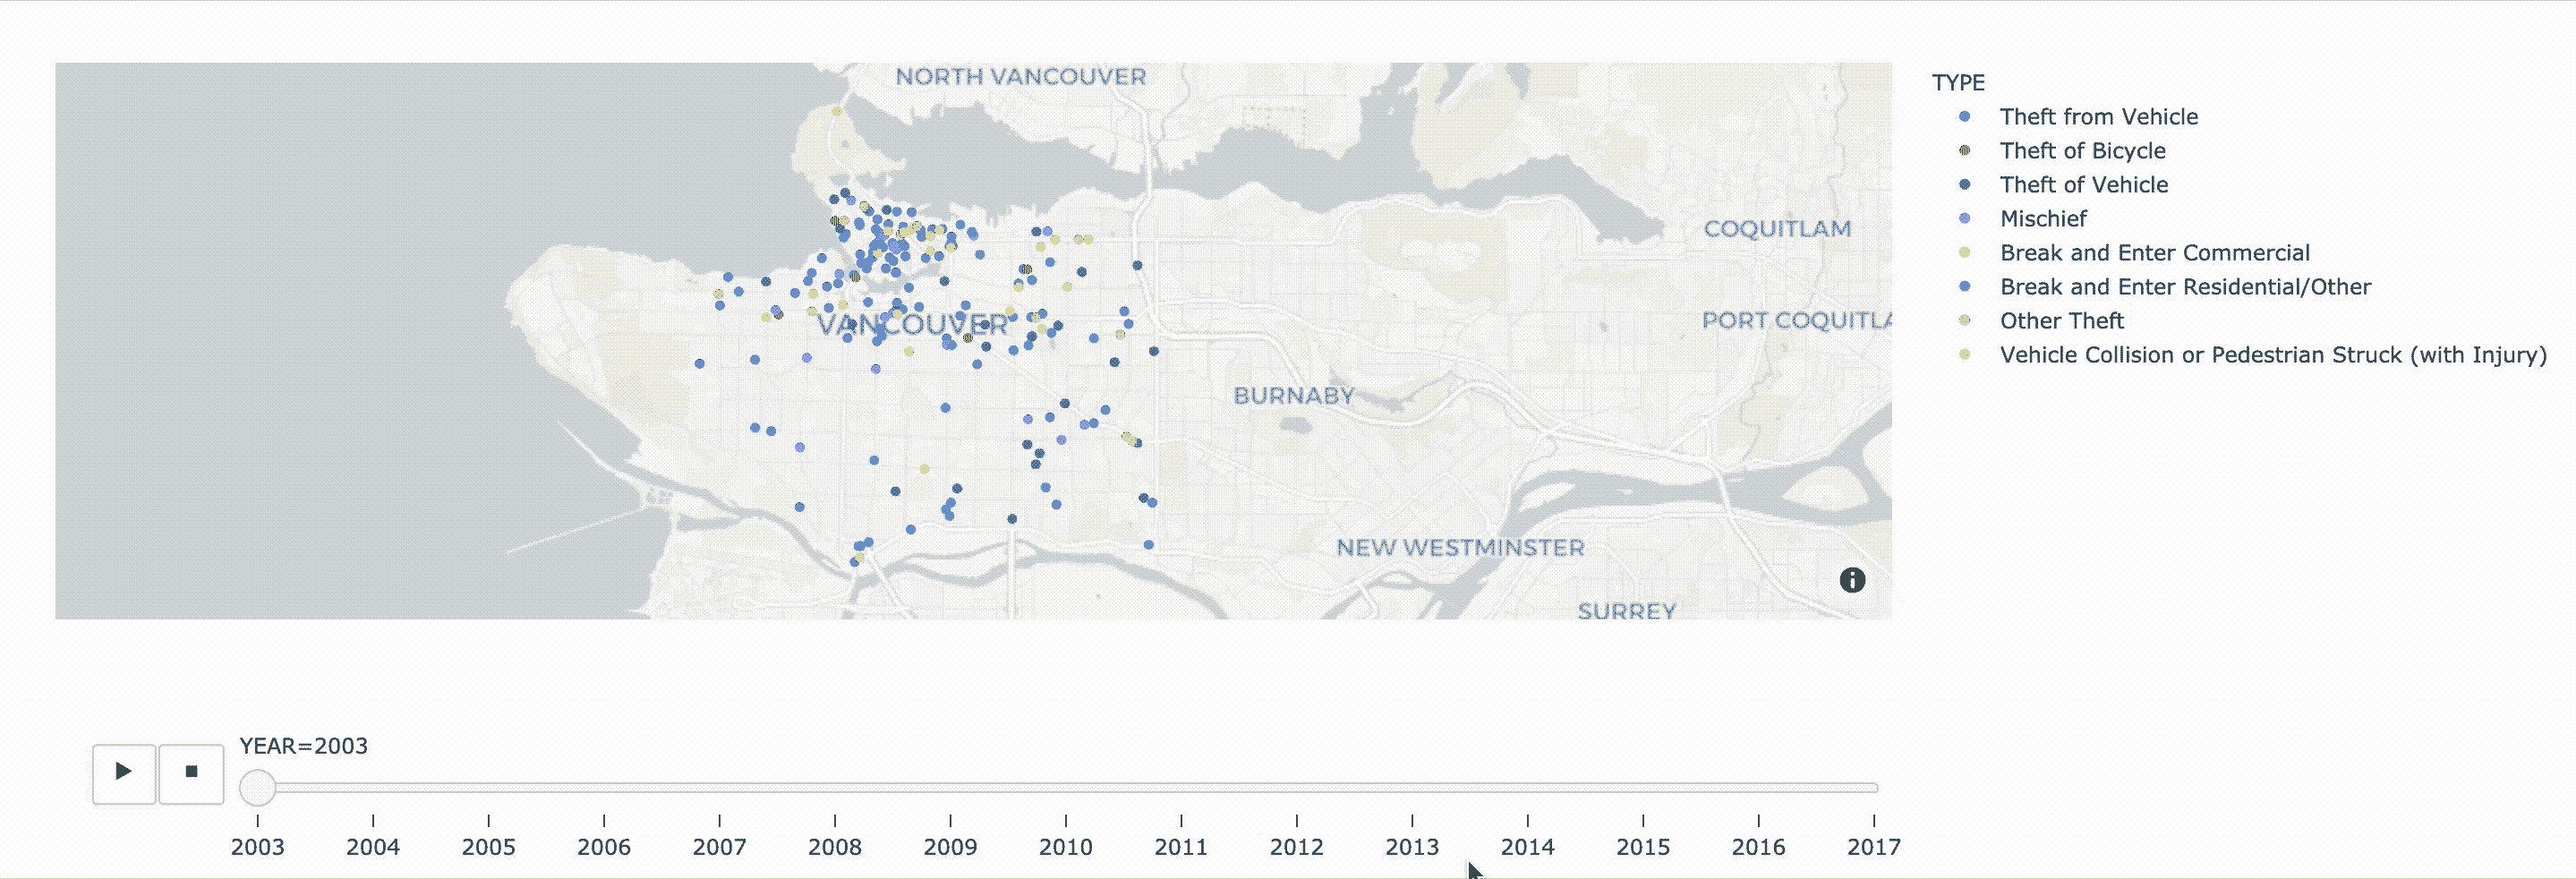 NORTH VANCOUVER
COQUITLAM
VANCOUVER
PORT COQUITLA
BURNABY
NEW WESTMINSTER
SURREY
TYPE
Theft from Vehicle
Theft of Bicycle
Theft of Vehicle
Mischief
Break and Enter Commercial
Break and Enter Residential/Other
Other Theft
Vehicle Collision or Pedestrian Struck (with Injury)
YEAR=2003
2003 2004 2005 2006 2007 2008 2009 2010 2011 2012 2013 2014 2015 2016 2017